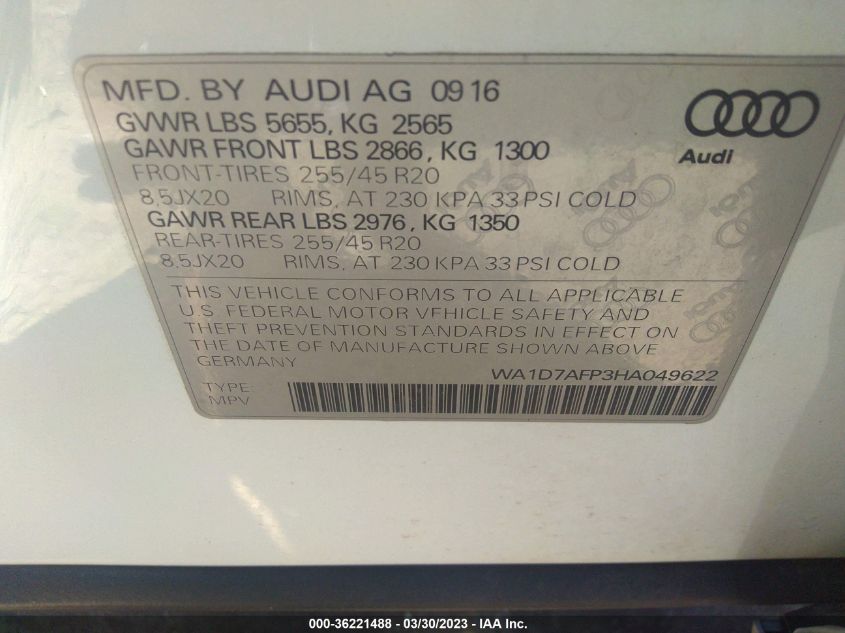 MFD. BY AUDI AG 09 16
GVWR LBS 5655, KG 2565
GAWR FRONT LBS 2866, KG 1300
FRONT-TIRES 255/45 R20
8,5JX20 RIMS, AT 230 KPA 33 PSI COLD
GAWR REAR LBS 2976, KG 1350
REAR-TIRES 255/45 R20
8.5JX20 RIMS, AT 230 KPA 33 PSI COLD
Audi
THIS VEHICLE CONFORMS TO ALL APPLICABLE
U.S. FEDERAL MOTOR VEHICLE SAFETY AND
THEFT PREVENTION STANDARDS IN EFFECT ON
THE DATE OF MANUFACTURE SHOWN ABOVE
GERMANY
WA1D7AFP3HA049622
TYPE:
MPV
000-36221488 - 03/30/2023 - IAA Inc.